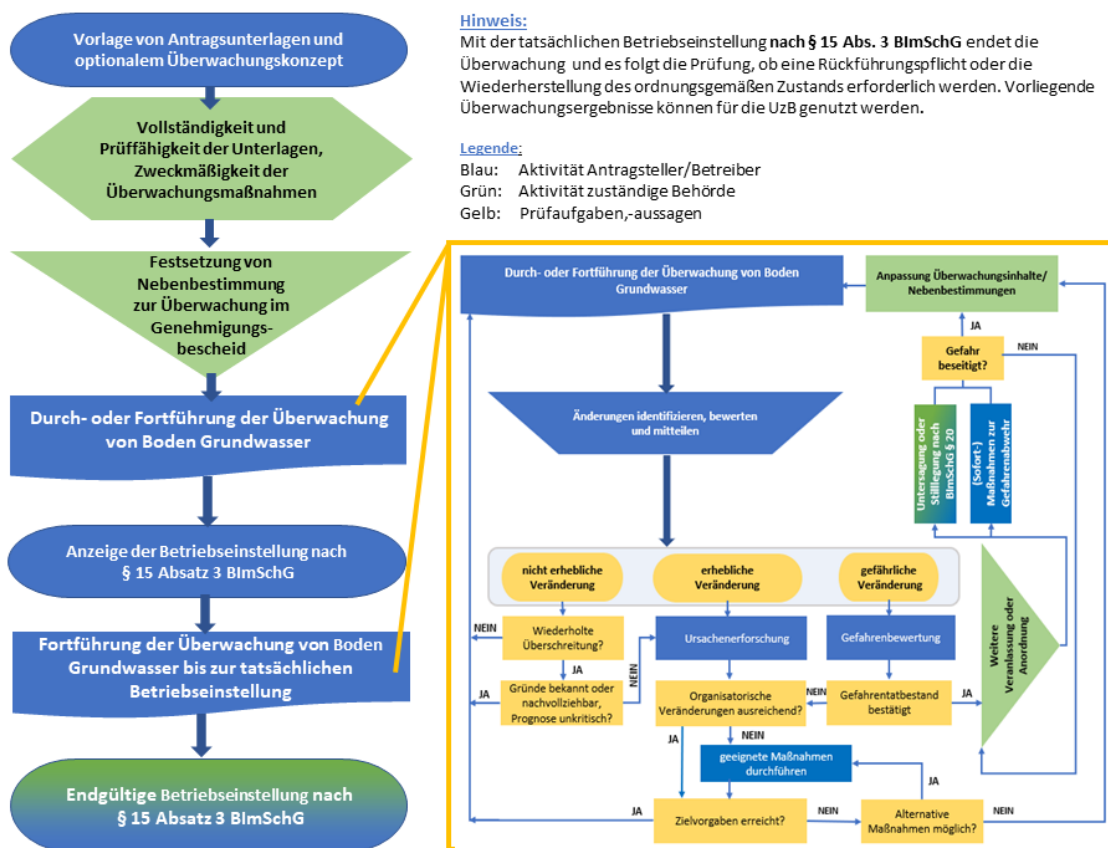 Vorlage von Antragsunterlagen und
optionalem Überwachungskonzept
Vollständigkeit und
Prüffähigkeit der Unterlagen,
Zweckmäßigkeit der
Überwachungsmaßnahmen
Festsetzung von
Nebenbestimmung
zur Überwachung im
Genehmigungs-
bescheid
Durch- oder Fortführung der Überwachung
von Boden Grundwasser
Anzeige der Betriebseinstellung nach
§ 15 Absatz 3 BImSchG
Fortführung der Überwachung von Boden
Grundwasser bis zur tatsächlichen
Betriebseinstellung
Endgültige Betriebseinstellung nach
§ 15 Absatz 3 BImSchG
Hinweis:
Mit der tatsächlichen Betriebseinstellung nach § 15 Abs. 3 BImSchG endet die
Überwachung und es folgt die Prüfung, ob eine Rückführungspflicht oder die
Wiederherstellung des ordnungsgemäßen Zustands erforderlich werden. Vorliegende
Überwachungsergebnisse können für die UzB genutzt werden.
Legende:
Blau: Aktivität Antragsteller/Betreiber
Grün: Aktivität zuständige Behörde
Gelb: Prüfaufgaben,-aussagen
Durch- oder Fortführung der Überwachung von Boden
Grundwasser
Anpassung Überwachungsinhalte/
Nebenbestimmungen
JA
NEIN
Gefahr
beseitigt?
Änderungen identifizieren, bewerten
und mitteilen
Untersagung oder
Stilllegung nach
BImSchG § 20
(Sofort-)
Maßnahmen zur
Gefahrenabwehr
nicht erhebliche
Veränderung
erhebliche
Veränderung
gefährliche
Veränderung
Weitere
Veranlassung oder
Anordnung
NEIN
Wiederholte
Überschreitung?
Ursachenforschung
Gefahrenbewertung
JA
NEIN
JA
Gründe bekannt oder
nachvollziehbar,
Prognose unkritisch?
Organisatorische
Veränderungen ausreichend?
NEIN
Gefahrentatbestand
bestätigt
JA
JA
NEIN
geeignete Maßnahmen
durchführen
JA
JA
Zielvorgaben erreicht?
NEIN
Alternative
Maßnahmen möglich?
NEIN